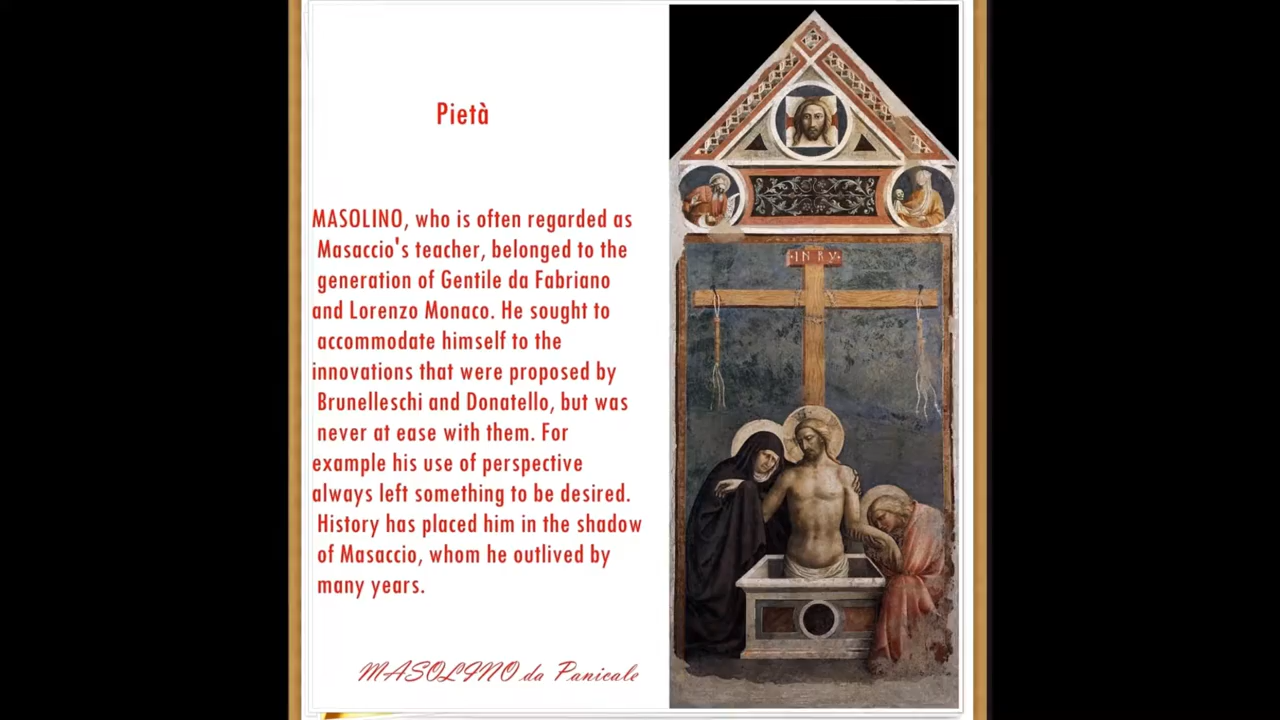 Pietà
MASOLINO, who is often regarded as
Masaccio's teacher, belonged to the
generation of Gentile da Fabriano
and Lorenzo Monaco. He sought to
accommodate himself to the
innovations that were proposed by
Brunelleschi and Donatello, but was
never at ease with them. For
example his use of perspective
always left something to be desired.
History has placed him in the shadow
of Masaccio, whom he outlived by
many years.
MASOLINO da Panicale